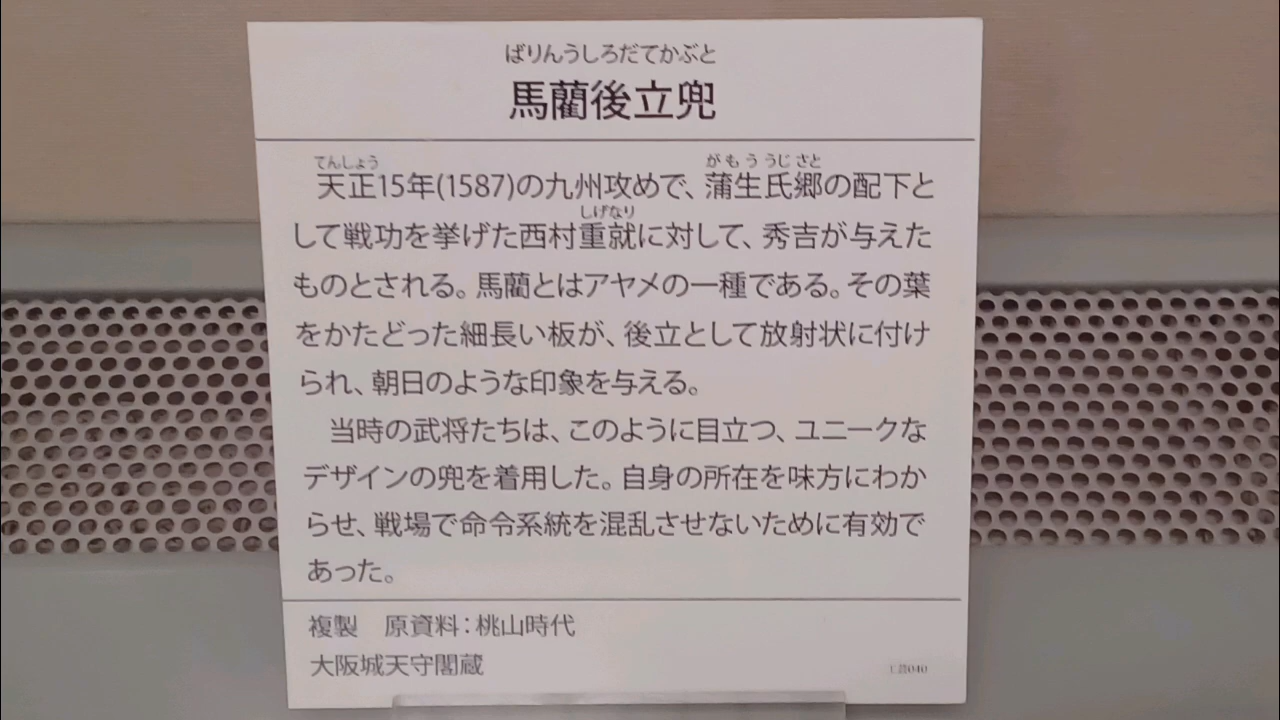 ばりんうしろだてかぶと
馬藺後立兜
てんしょう がもううじさと
天正15年(1587)の九州攻めで、蒲生氏郷の配下と
しげなり
して戦功を挙げた西村重就に対して、秀吉が与えた
ものとされる。馬藺とはアヤメの一種である。その葉
をかたどった細長い板が、後立として放射状に付け
られ、朝日のような印象を与える。
当時の武将たちは、このように目立つ、ユニークな
デザインの兜を着用した。自身の所在を味方にわか
らせ、戦場で命令系統を混乱させないために有効で
あった。
複製 原資料:桃山時代
大阪城天守閣蔵
040